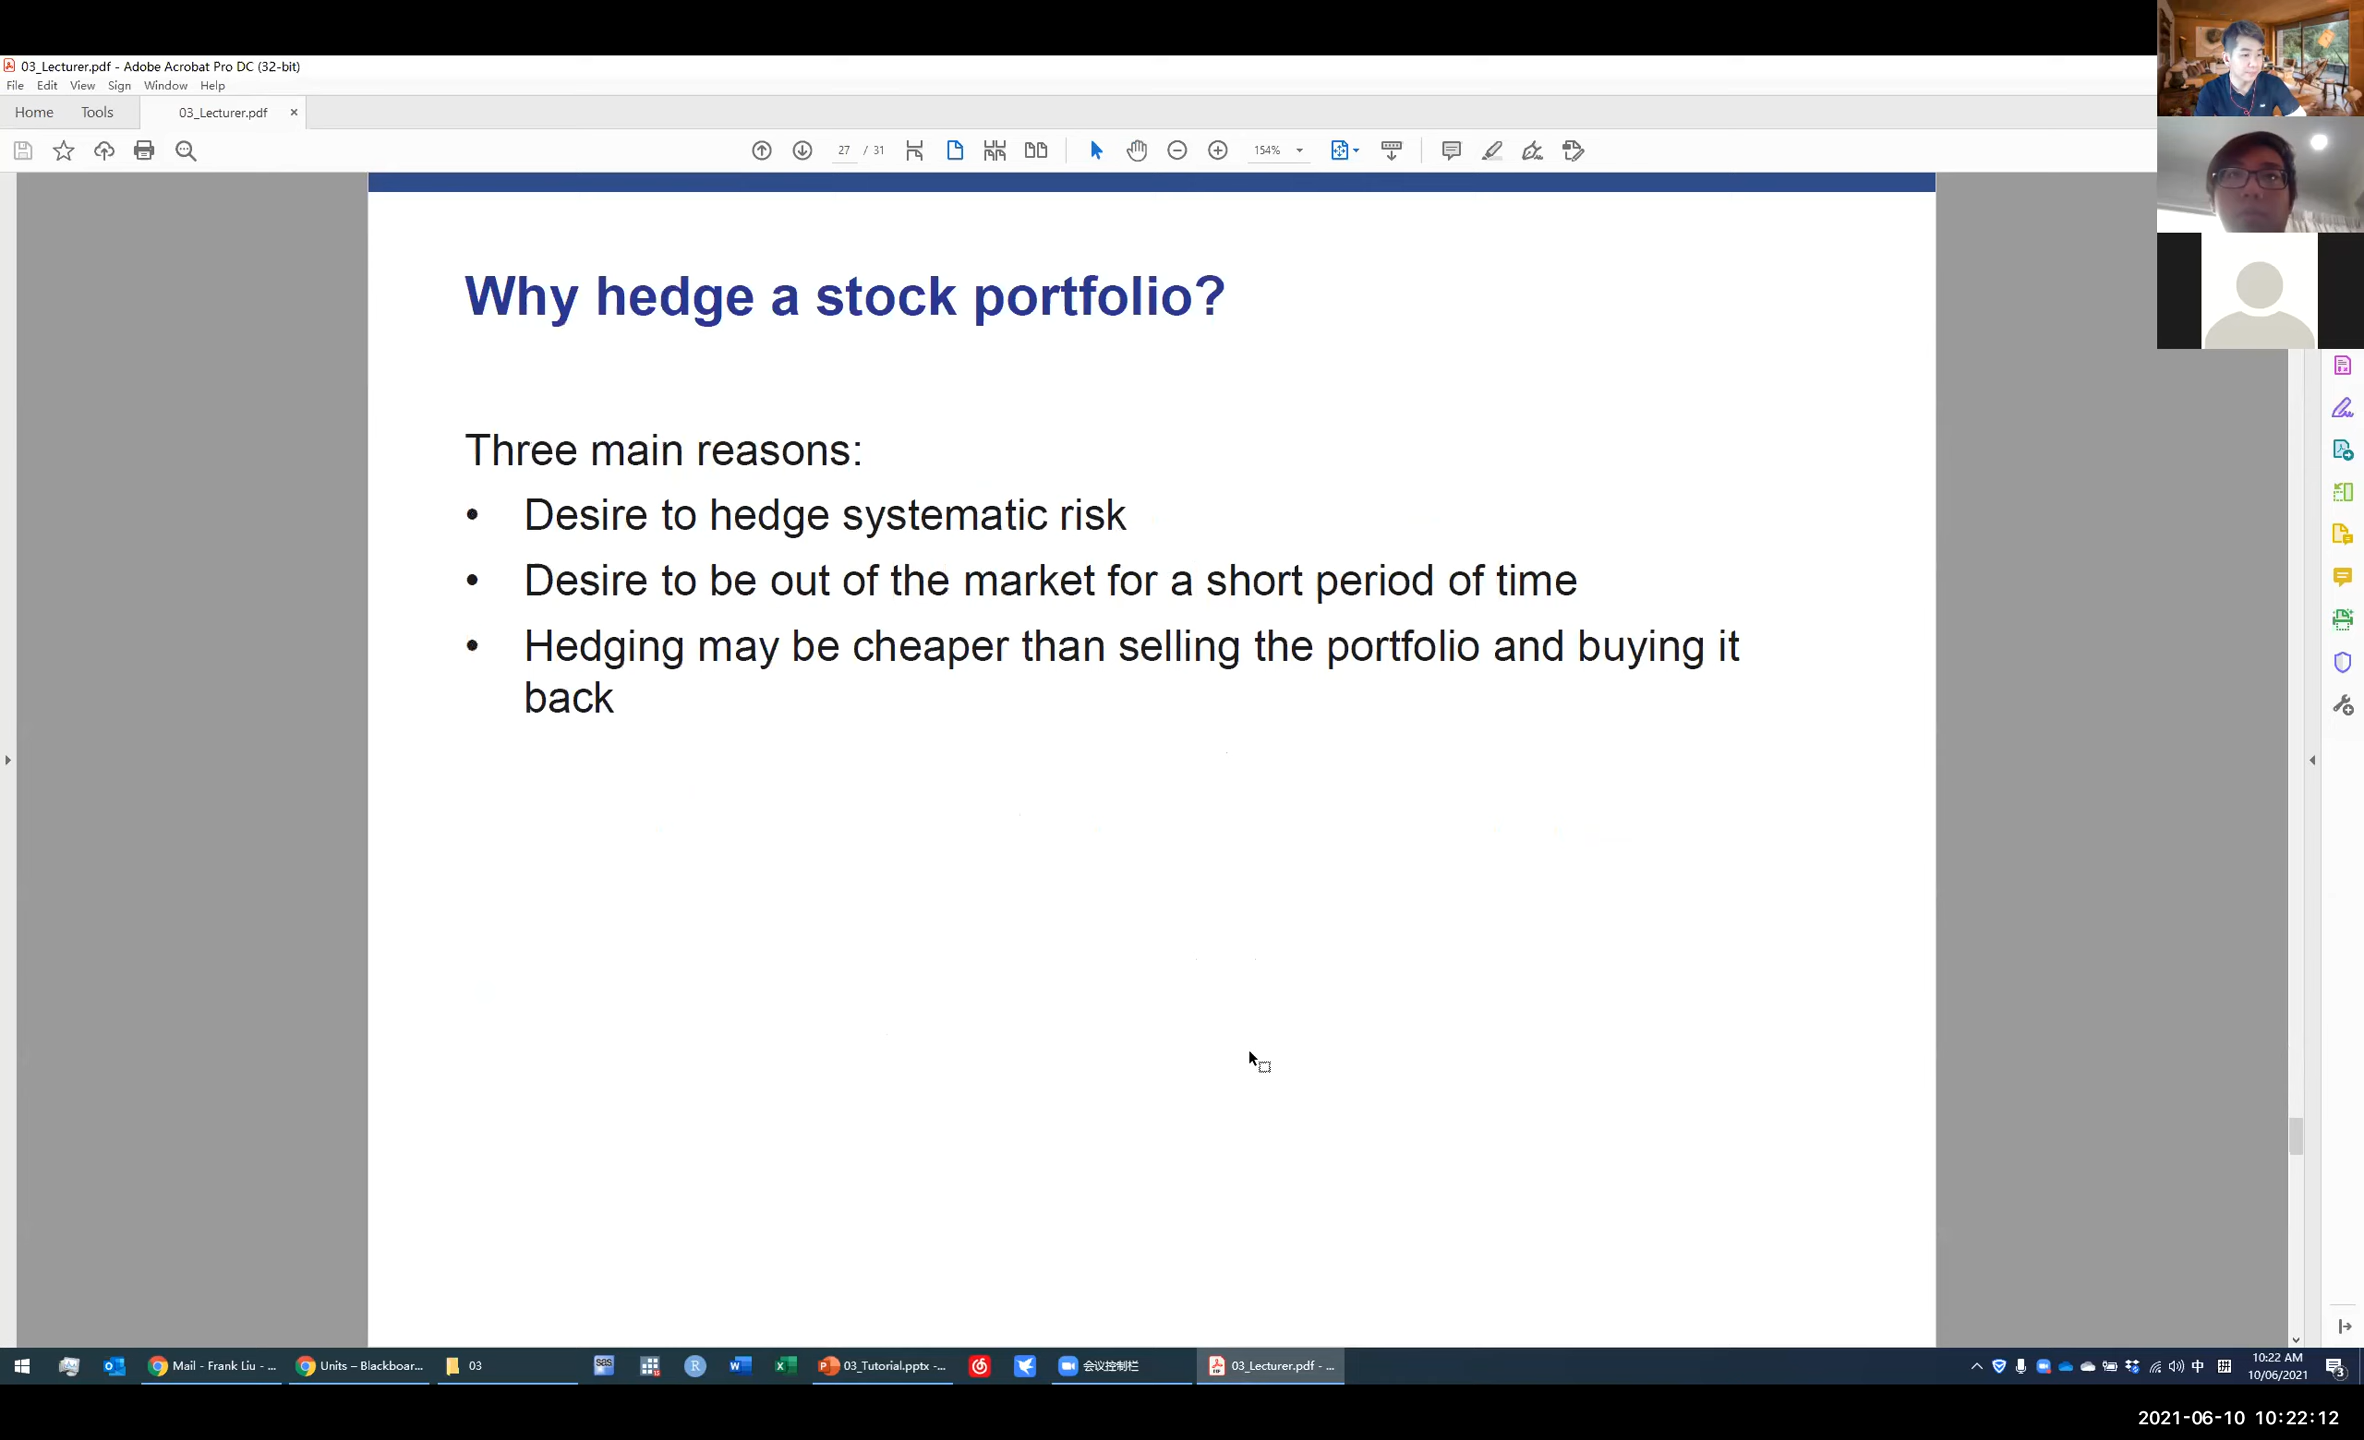 03_Lecturer.pdf - Adobe Acrobat Pro DC (32-bit)
File Edit View Sign Window Help
Home Tools 03_Lecturer.pdf ×
27 / 31 154%
Why hedge a stock portfolio?
Three main reasons:
• Desire to hedge systematic risk
• Desire to be out of the market for a short period of time
• Hedging may be cheaper than selling the portfolio and buying it
back
Mail - Frank Liu - ... Units – Blackboar... 03 03_Tutorial.pptx -... 会议控制栏 03_Lecturer.pdf - ... 中 拼 10:22 AM
10/06/2021
2021-06-10 10:22:12